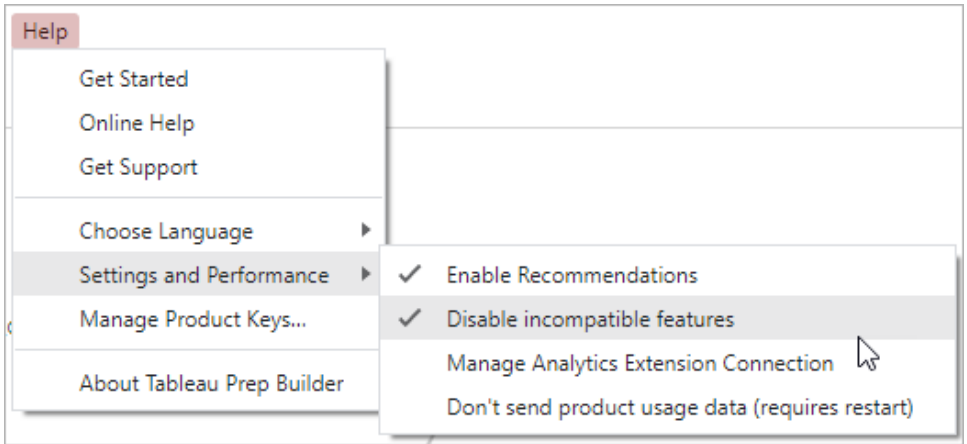 Help
Get Started
Online Help
Get Support
Choose Language
Settings and Performance
Manage Product Keys...
About Tableau Prep Builder
Enable Recommendations
Disable incompatible features
Manage Analytics Extension Connection
Don't send product usage data (requires restart)